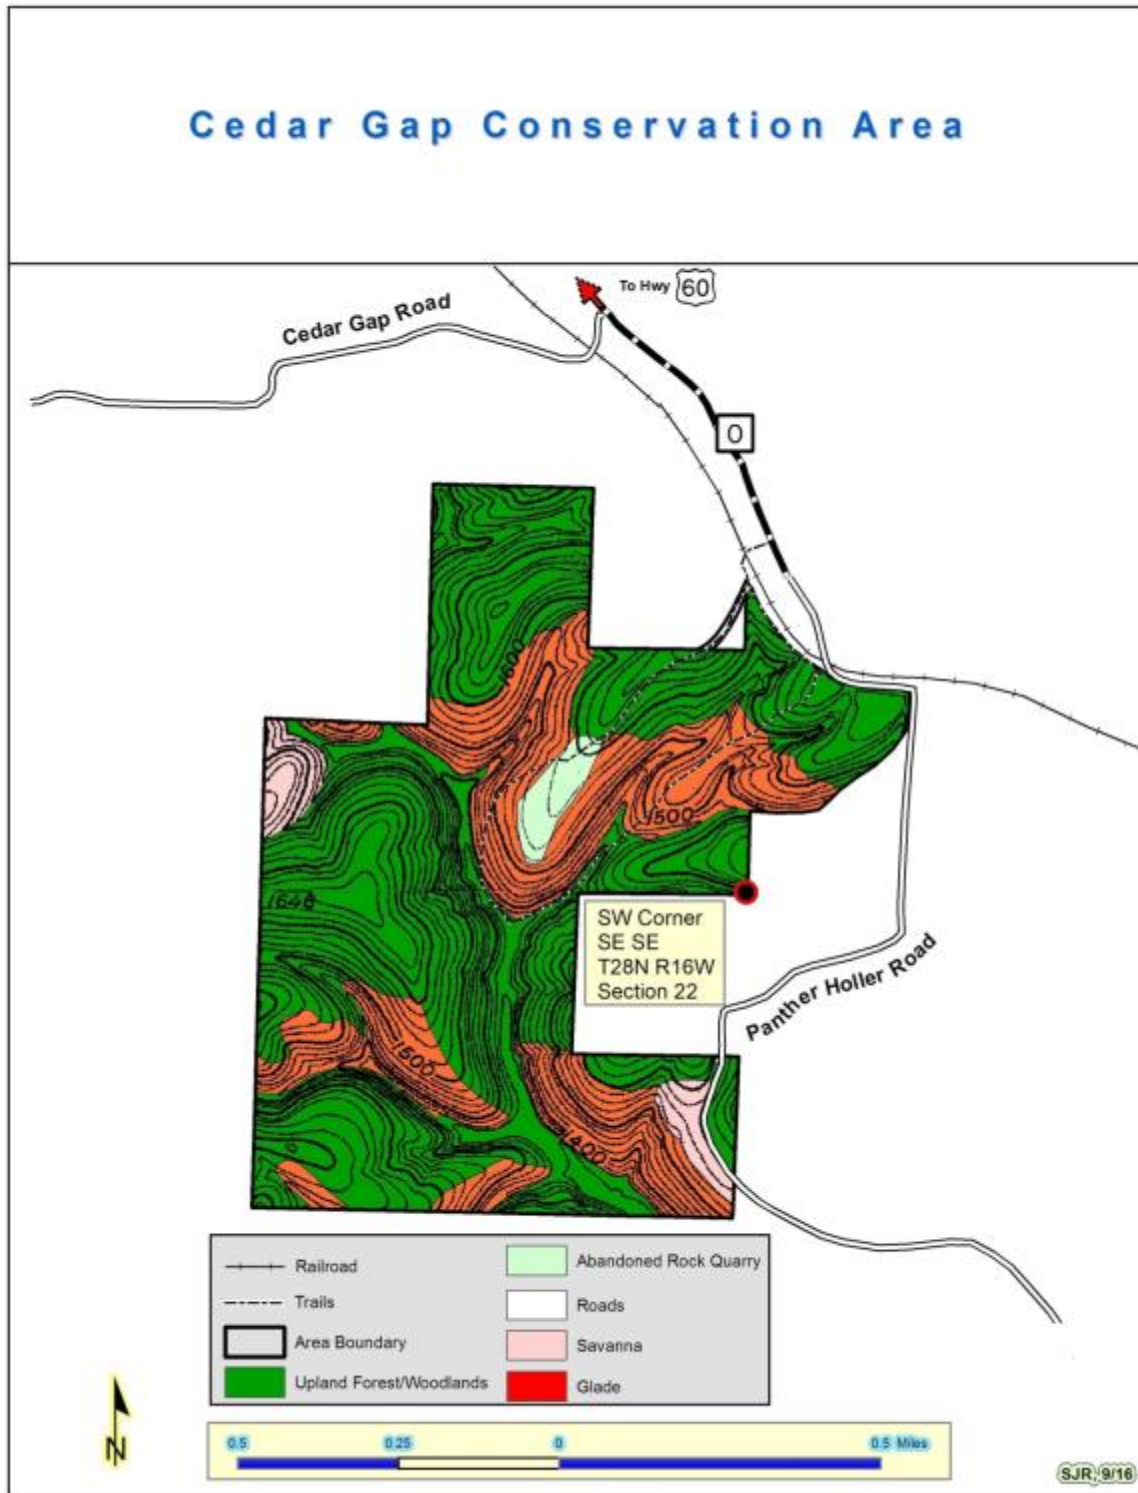 Cedar Gap Conservation Area
To Hwy 60
Cedar Gap Road
O
1600
1500
1640
SW Corner
SE SE
T28N R16W
Section 22
Panther Holler Road
1500
1400
Railroad
Trails
Area Boundary
Upland Forest/Woodlands
Abandoned Rock Quarry
Roads
Savanna
Glade
N
0.5 0.25 0 0.5 Miles
SJR, 9/16